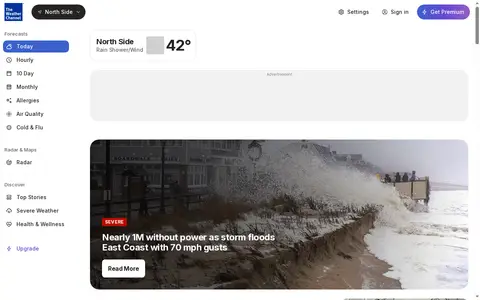 The
Weather
Channel
North Side
Settings
Sign in
Get Premium
Forecasts
Today
Hourly
10 Day
Monthly
Allergies
Air Quality
Cold & Flu
Radar & Maps
Radar
Discover
Top Stories
Severe Weather
Health & Wellness
Upgrade
North Side
Rain Shower/Wind
42°
Advertisement
SEVERE
Nearly 1M without power as storm floods
East Coast with 70 mph gusts
Read More